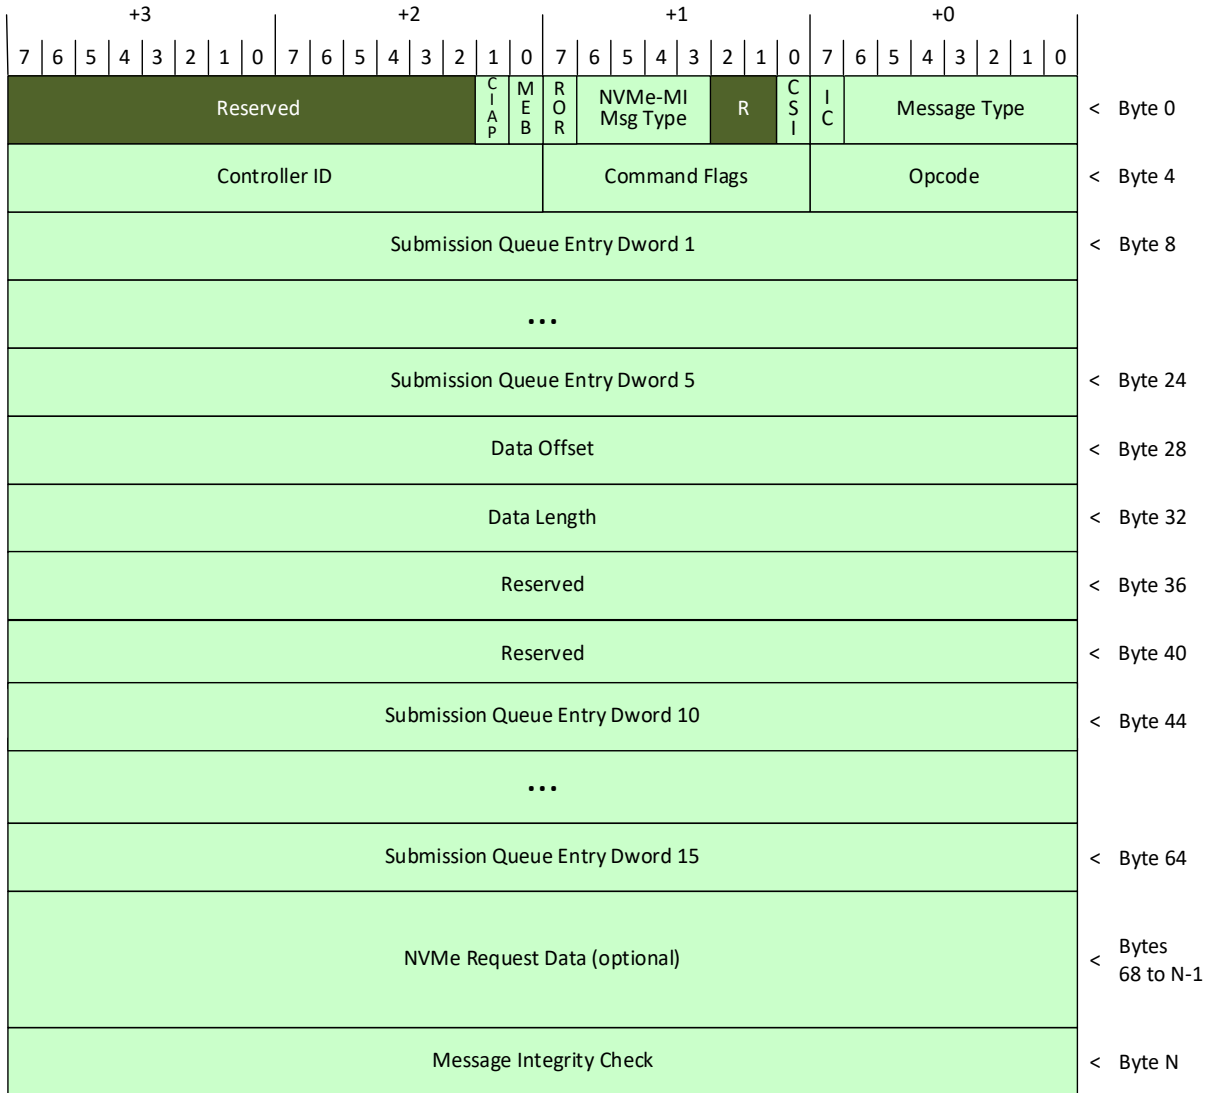 +3 +2 +1 +0
7 6 5 4 3 2 1 0 7 6 5 4 3 2 1 0 7 6 5 4 3 2 1 0 7 6 5 4 3 2 1 0
Reserved CIAP MEB ROR NVMe-MI Msg Type R CSI IC Message Type < Byte 0
Controller ID Command Flags Opcode < Byte 4
Submission Queue Entry Dword 1 < Byte 8
...
Submission Queue Entry Dword 5 < Byte 24
Data Offset < Byte 28
Data Length < Byte 32
Reserved < Byte 36
Reserved < Byte 40
Submission Queue Entry Dword 10 < Byte 44
...
Submission Queue Entry Dword 15 < Byte 64
NVMe Request Data (optional) < Bytes 68 to N-1
Message Integrity Check < Byte N